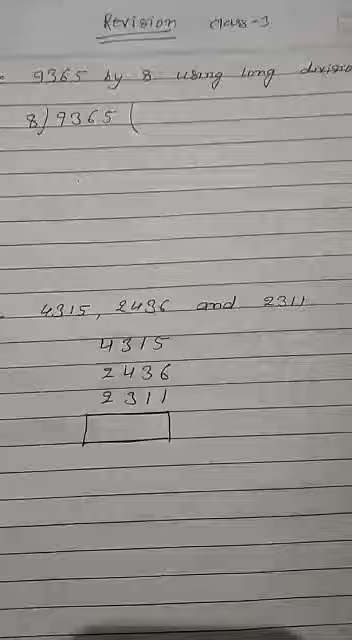 Revision class-3
9365 by 8 using long division
8)9365(
4315, 2436 and 2311
4315
2436
2311